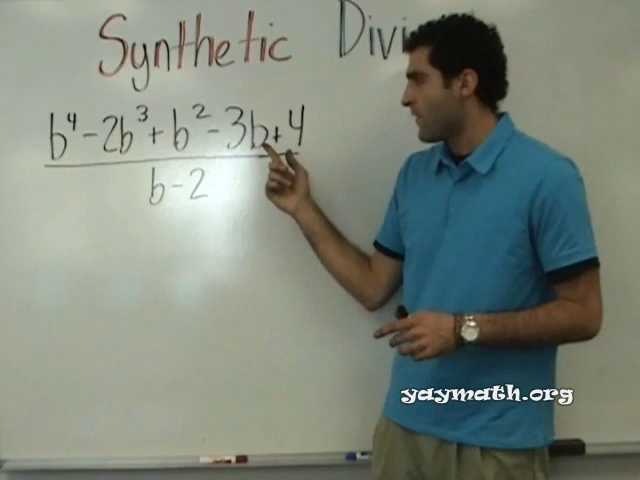 Synthetic Divi
b⁴ - 2b³ + b² - 3b + 4
b - 2
yaymath.org